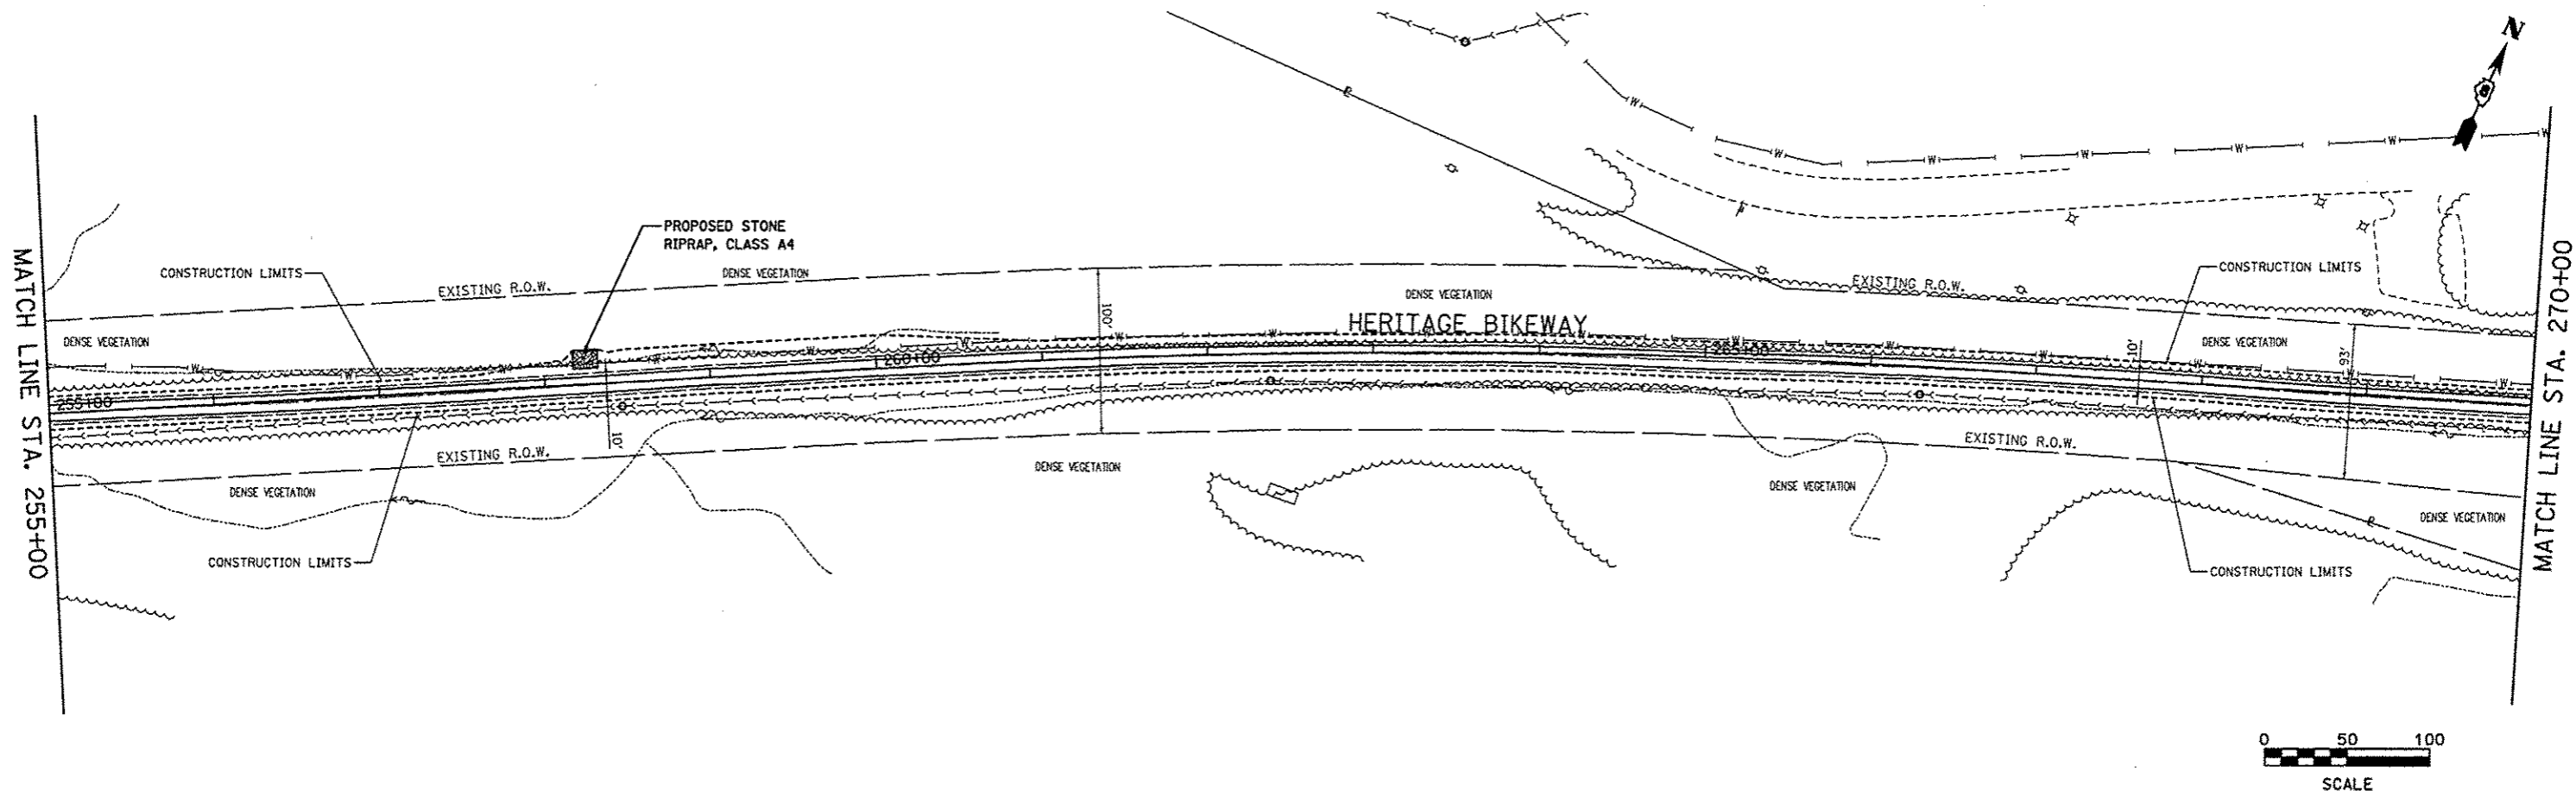 N
PROPOSED STONE
RIPRAP, CLASS A4
CONSTRUCTION LIMITS
DENSE VEGETATION
EXISTING R.O.W.
CONSTRUCTION LIMITS
EXISTING R.O.W.
DENSE VEGETATION
100'
HERITAGE BIKEWAY
DENSE VEGETATION
DENSE VEGETATION
255+00
260+00
265+00
10'
93'
10'
EXISTING R.O.W.
EXISTING R.O.W.
DENSE VEGETATION
DENSE VEGETATION
DENSE VEGETATION
DENSE VEGETATION
CONSTRUCTION LIMITS
CONSTRUCTION LIMITS
MATCH LINE STA. 255+00
MATCH LINE STA. 270+00
0 50 100
SCALE